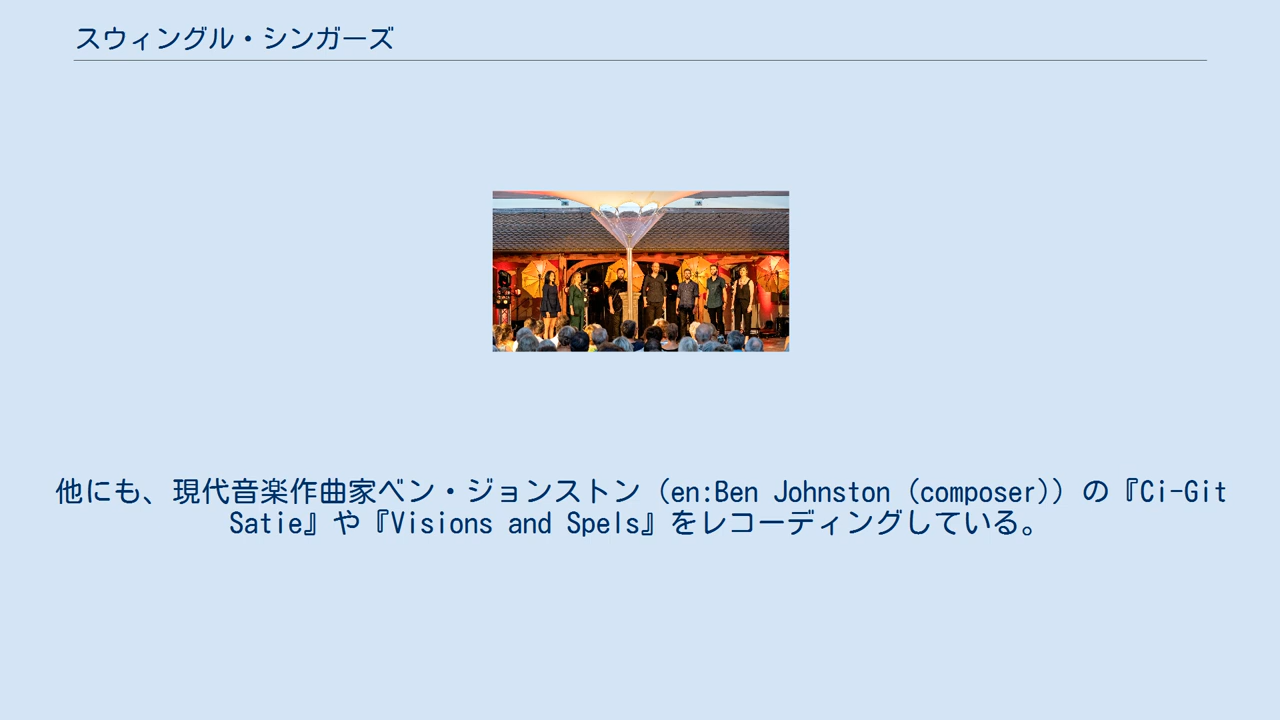 スウィングル・シンガーズ
他にも、現代音楽作曲家ベン・ジョンストン（en:Ben Johnston (composer)）の『Ci-Git
Satie』や『Visions and Spels』をレコーディングしている。